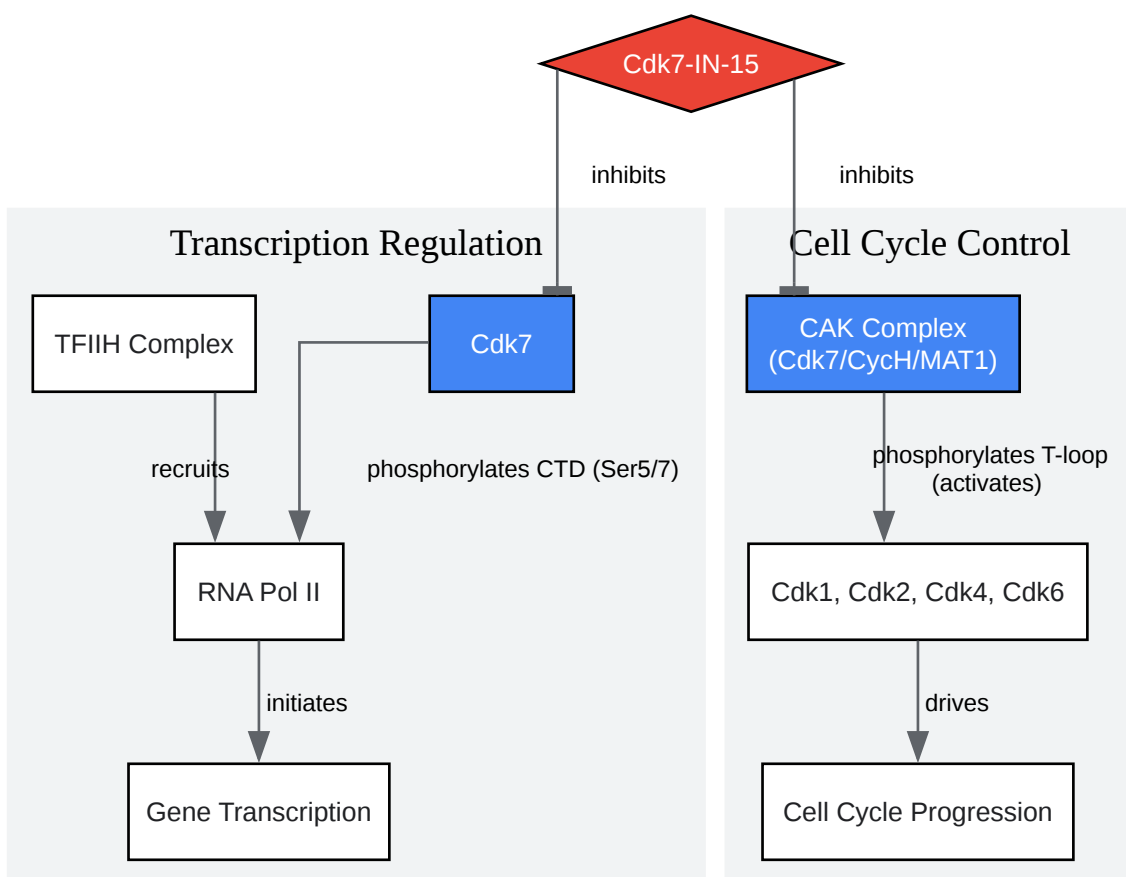 Cdk7-IN-15
inhibits
inhibits
Transcription Regulation
Cell Cycle Control
TFIIH Complex
Cdk7
CAK Complex
(Cdk7/CycH/MAT1)
recruits
phosphorylates CTD (Ser5/7)
phosphorylates T-loop
(activates)
RNA Pol II
Cdk1, Cdk2, Cdk4, Cdk6
initiates
drives
Gene Transcription
Cell Cycle Progression